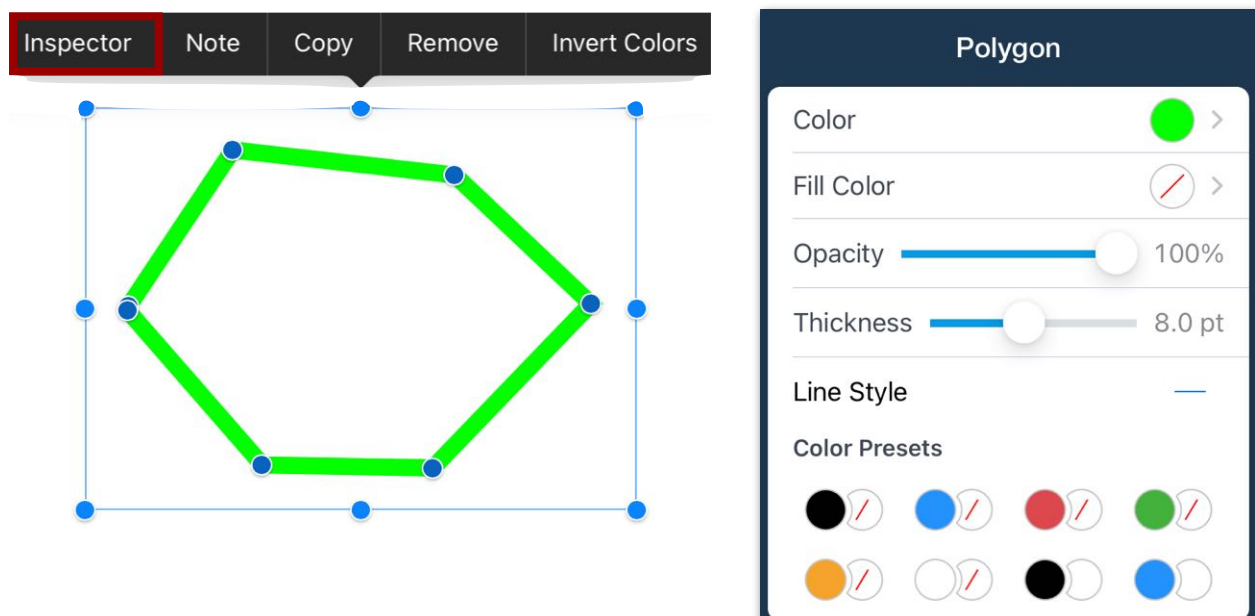 Inspector Note Copy Remove Invert Colors
Polygon
Color
Fill Color
Opacity 100%
Thickness 8.0 pt
Line Style
Color Presets